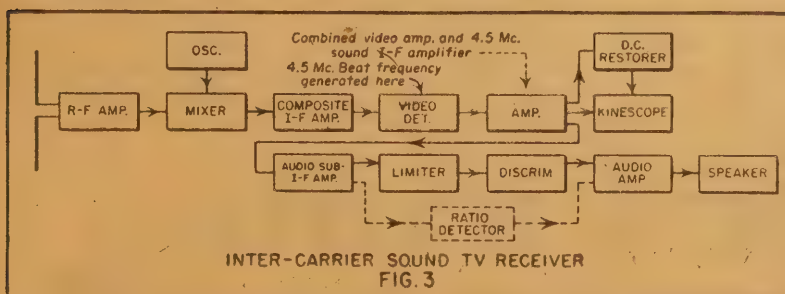 Combined video amp. and 4.5 Mc.
sound I-F amplifier
4.5 Mc. Beat frequency
generated here
OSC.
D.C.
RESTORER
R-F AMP.
MIXER
COMPOSITE
I-F AMP.
VIDEO
DET.
AMP.
KINESCOPE
AUDIO SUB-
I-F AMP.
LIMITER
DISCRIM
AUDIO
AMP
SPEAKER
RATIO
DETECTOR
INTER-CARRIER SOUND TV RECEIVER
FIG. 3